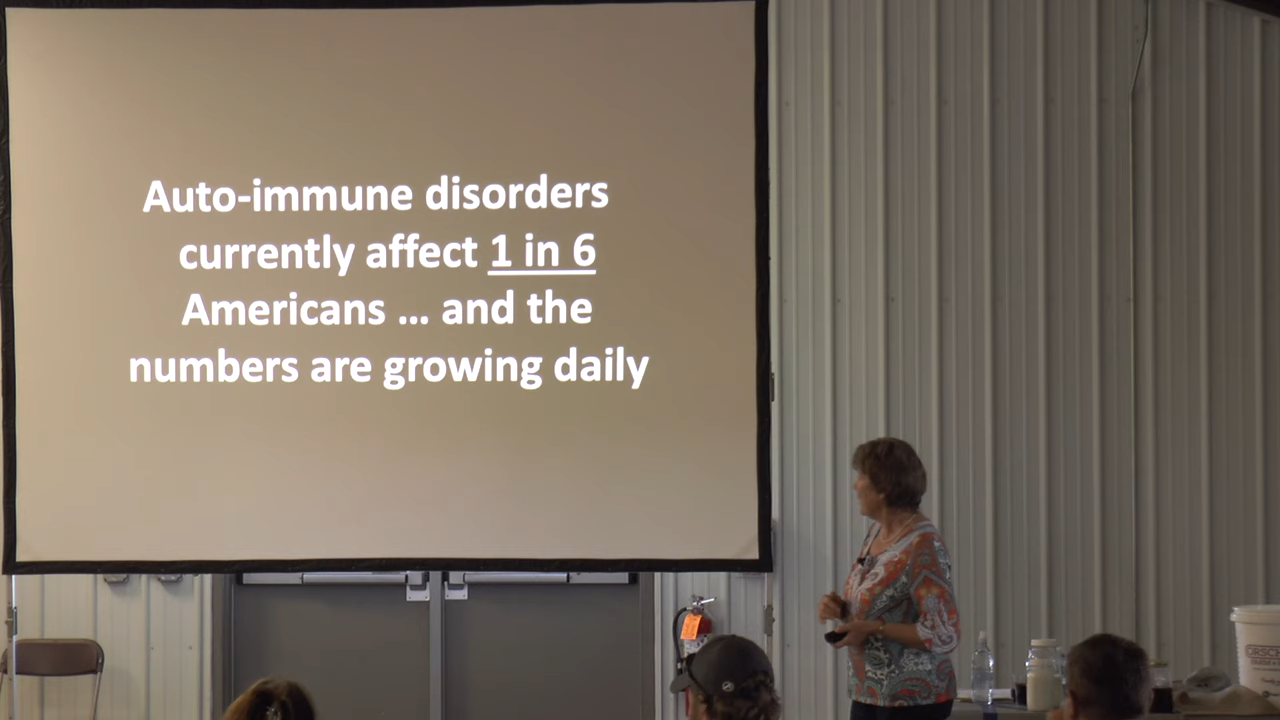 Auto-immune disorders
currently affect 1 in 6
Americans ... and the
numbers are growing daily